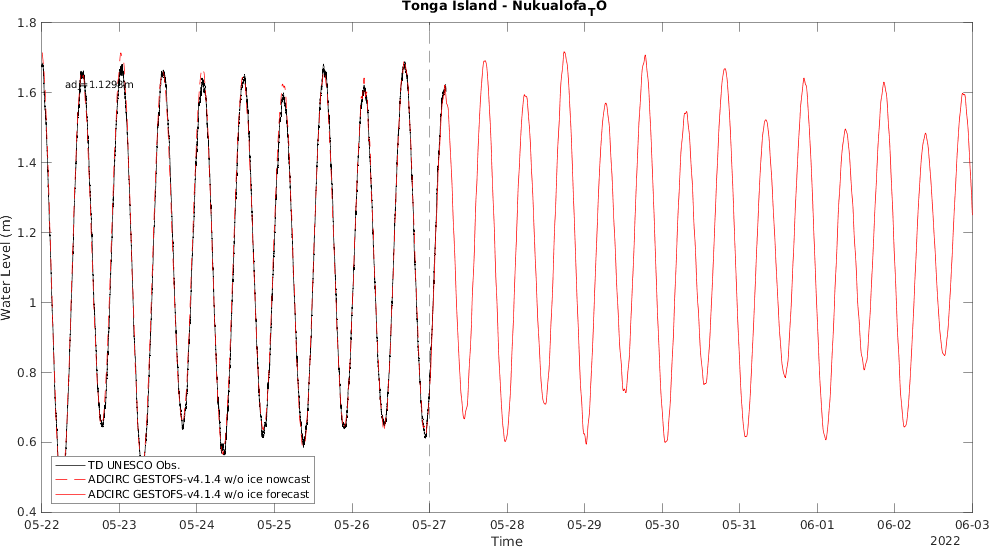 Tonga Island - Nukualofa_TO
1.8
1.6
1.4
1.2
1
0.8
0.6
0.4
Water Level (m)
adj=1.1298m
TD UNESCO Obs.
ADCIRC GESTOFS-v4.1.4 w/o ice nowcast
ADCIRC GESTOFS-v4.1.4 w/o ice forecast
05-22 05-23 05-24 05-25 05-26 05-27 05-28 05-29 05-30 05-31 06-01 06-02 06-03
Time
2022